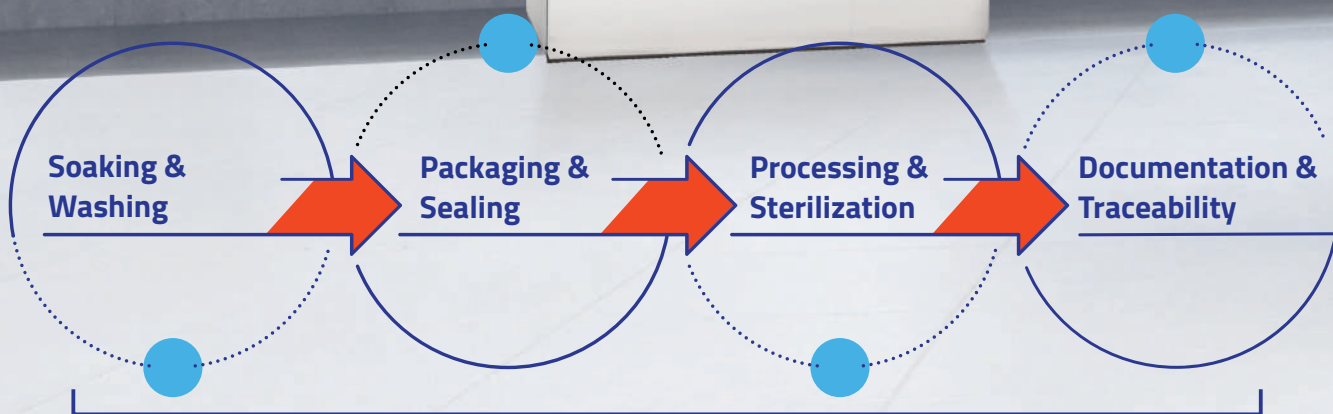 Soaking &
Washing
Packaging &
Sealing
Processing &
Sterilization
Documentation &
Traceability